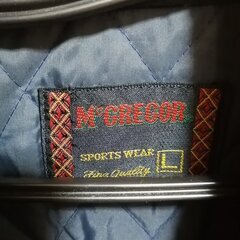 McGREGOR
SPORTS WEAR L
Fine Quality